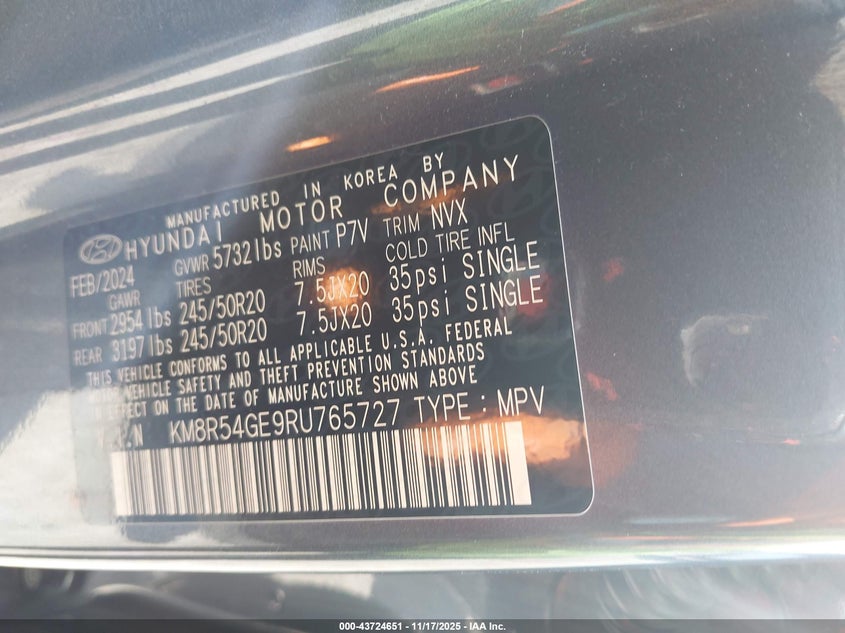 MANUFACTURED IN KOREA BY
HYUNDAI MOTOR COMPANY
FEB/2024 GVWR 5732lbs PAINT P7V TRIM NVX
GAWR TIRES RIMS COLD TIRE INFL
FRONT 2954lbs 245/50R20 7.5JX20 35psi SINGLE
REAR 3197lbs 245/50R20 7.5JX20 35psi SINGLE
THIS VEHICLE CONFORMS TO ALL APPLICABLE U.S.A. FEDERAL
VEHICLE SAFETY AND THEFT PREVENTION STANDARDS
IN EFFECT ON THE DATE OF MANUFACTURE SHOWN ABOVE
KM8R54GE9RU765727 TYPE : MPV
000-43724651 | 11/17/2025 | IAA Inc.